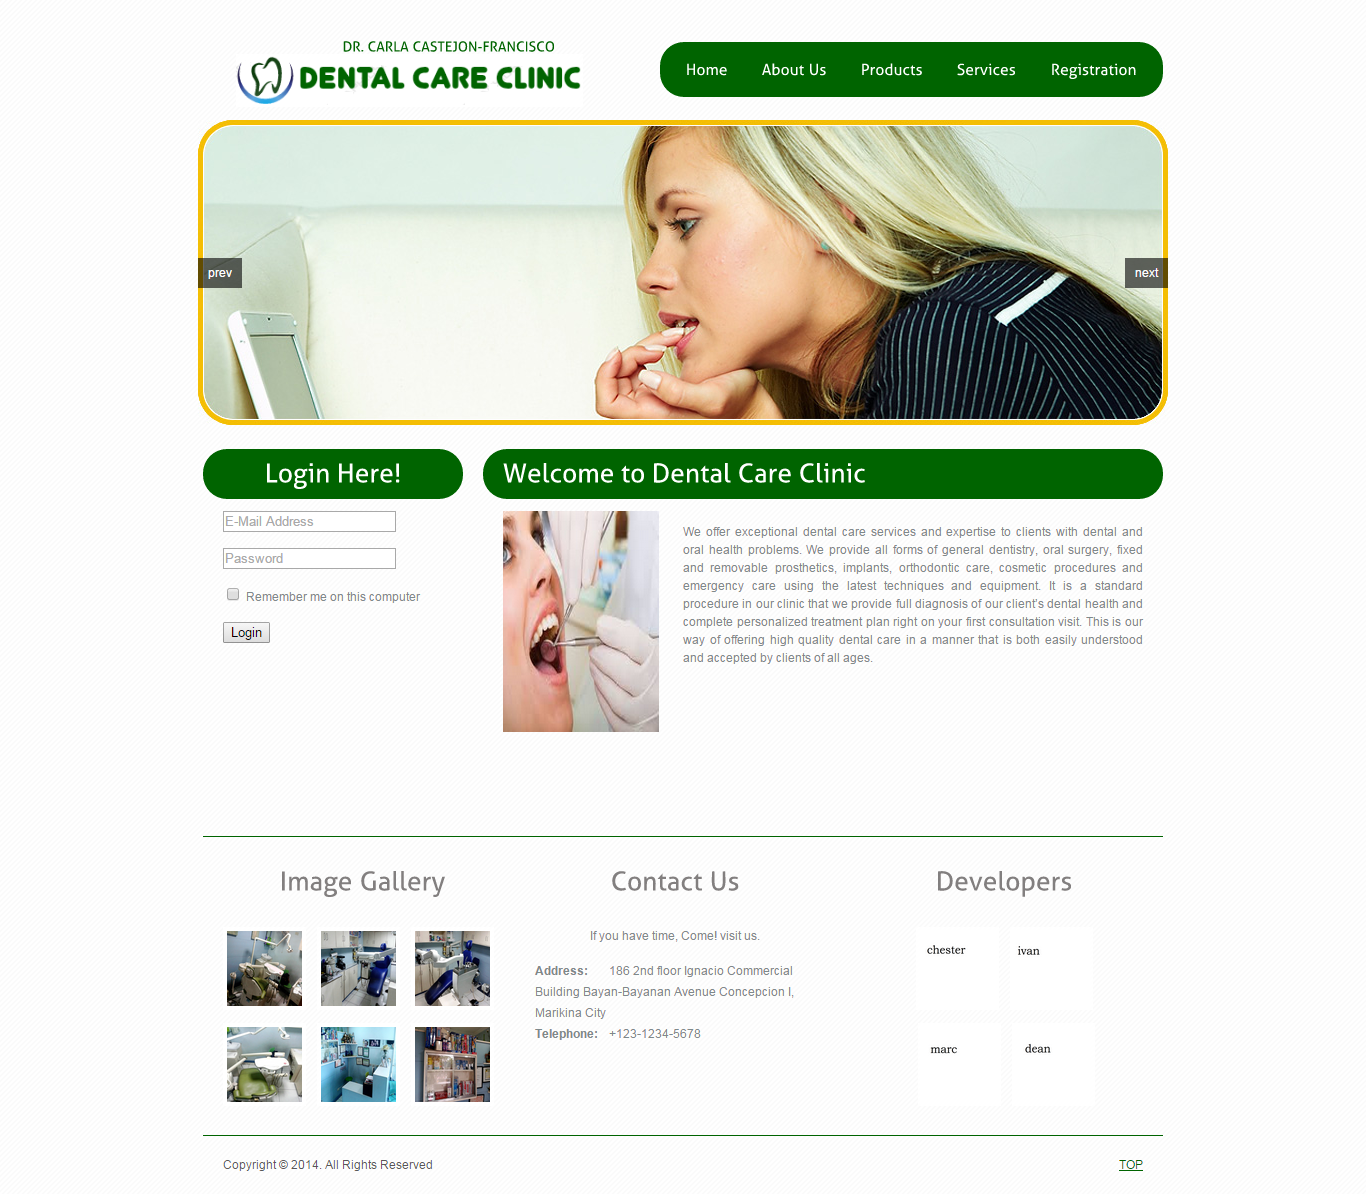 DR. CARLA CASTEJON-FRANCISCO
DENTAL CARE CLINIC
Home About Us Products Services Registration
prev
next
Login Here!
E-Mail Address
Password
Remember me on this computer
Login
Welcome to Dental Care Clinic
We offer exceptional dental care services and expertise to clients with dental and
oral health problems. We provide all forms of general dentistry, oral surgery, fixed
and removable prosthetics, implants, orthodontic care, cosmetic procedures and
emergency care using the latest techniques and equipment. It is a standard
procedure in our clinic that we provide full diagnosis of our client's dental health and
complete personalized treatment plan right on your first consultation visit. This is our
way of offering high quality dental care in a manner that is both easily understood
and accepted by clients of all ages.
Image Gallery
Contact Us
If you have time, Come! visit us.
Address: 186 2nd floor Ignacio Commercial
Building Bayan-Bayanan Avenue Concepcion I,
Marikina City
Telephone: +123-1234-5678
Developers
chester
ivan
marc
dean
Copyright © 2014. All Rights Reserved
TOP